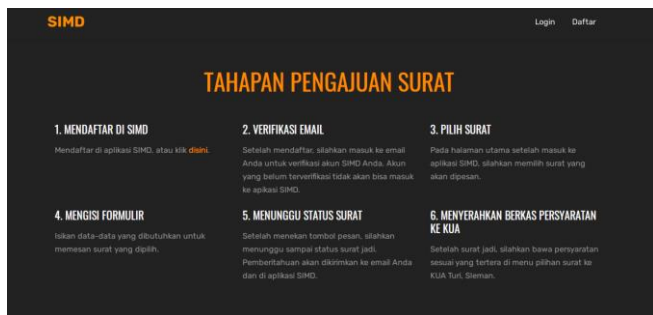 SIMD
Login
Daftar
TAHAPAN PENGAJUAN SURAT
1. MENDAFTAR DI SIMD
Mendaftar di aplikasi SIMD. atau klik disini.
2. VERIFIKASI EMAIL
Setelah mendaftar, silahkan masuk ke email
Anda untuk verifikasi akun SIMD Anda. Akun
yang belum terverifikasi tidak akan bisa masuk
ke apikasi SIMD.
3. PILIH SURAT
Pada halaman utama setelah masuk ke
aplikasi SIMD, silahkan memilih surat yang
akan dipesan.
4. MENGISI FORMULIR
Isikan data-data yang dibutuhkan untuk
memesan surat yang dipilih.
5. MENUNGGU STATUS SURAT
Setelah menekan tombol pesan, silahkan
menunggu sampai status surat jadi.
Pemberitahuan akan dikirimkan ke email Anda
dan di aplikasi SIMD.
6. MENYERAHKAN BERKAS PERSYARATAN
KE KUA
Setelah surat jadi, silahkan bawa persyaratan
sesuai yang tertera di menu pilihan surat ke
KUA Turi, Sleman.